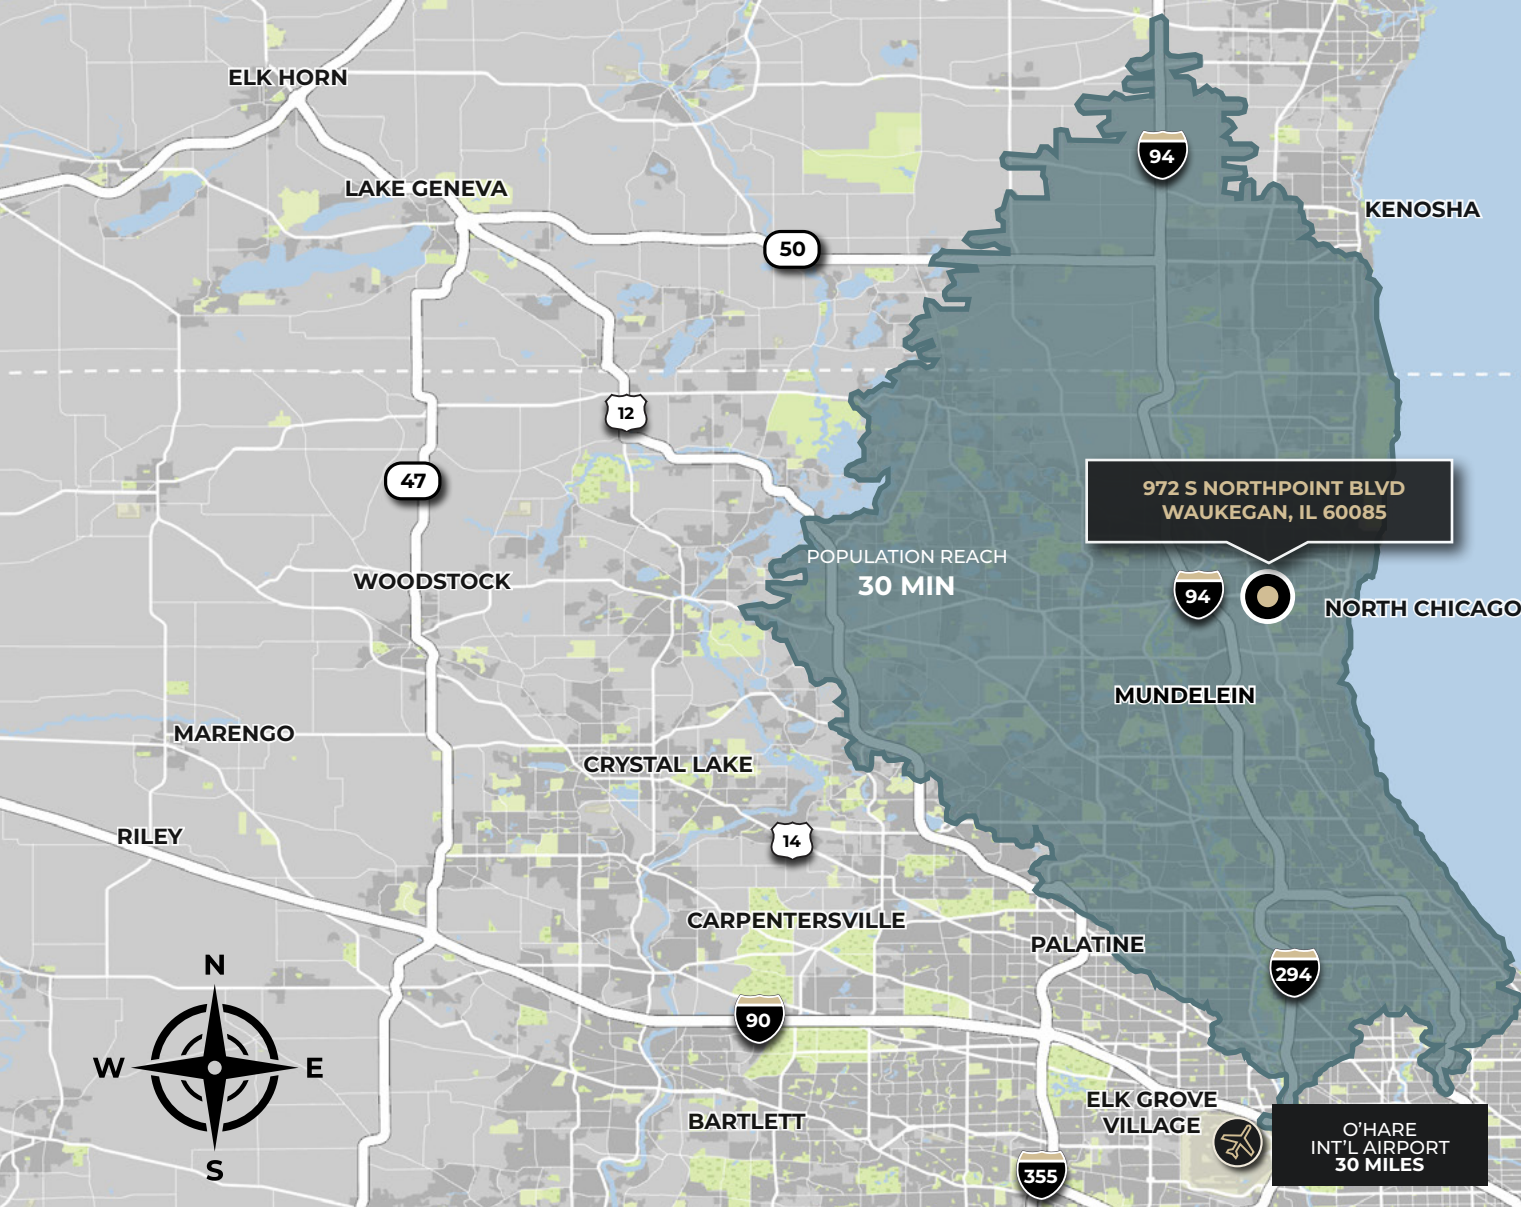 ELK HORN
94
LAKE GENEVA
KENOSHA
50
12
47
972 S NORTHPOINT BLVD
WAUKEGAN, IL 60085
POPULATION REACH
30 MIN
WOODSTOCK
94
NORTH CHICAGO
MUNDELEIN
MARENGO
CRYSTAL LAKE
RILEY
14
CARPENTERSVILLE
PALATINE
N
294
90
W
E
ELK GROVE
VILLAGE
BARTLETT
O'HARE
INT'L AIRPORT
30 MILES
S
355